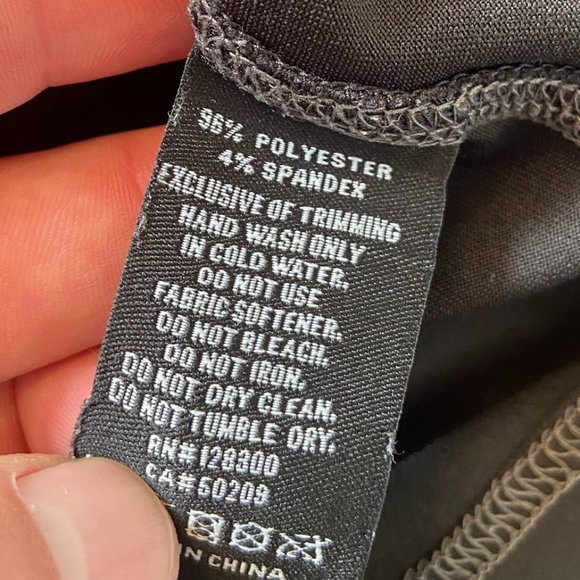 96% POLYESTER
4% SPANDEX
EXCLUSIVE OF TRIMMING
HAND WASH ONLY
IN COLD WATER.
DO NOT USE
FABRIC SOFTENER.
DO NOT BLEACH.
DO NOT IRON.
DO NOT DRY CLEAN.
DO NOT TUMBLE DRY.
RN#128300
CA#50209
IN CHINA